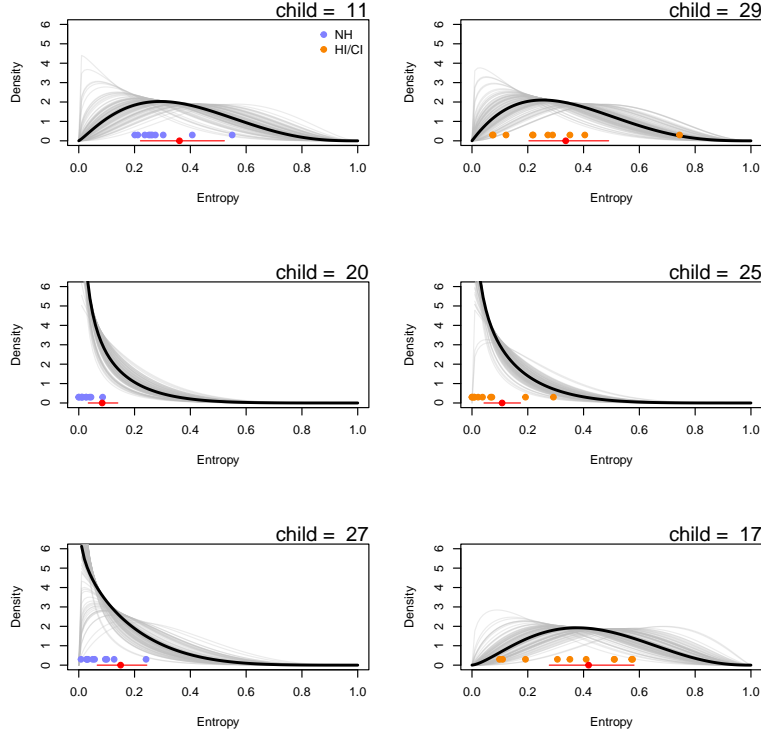 child = 11
NH
HI/CI
Density
0 1 2 3 4 5 6
0.0 0.2 0.4 0.6 0.8 1.0
Entropy
child = 29
Density
0 1 2 3 4 5 6
0.0 0.2 0.4 0.6 0.8 1.0
Entropy
child = 20
Density
0 1 2 3 4 5 6
0.0 0.2 0.4 0.6 0.8 1.0
Entropy
child = 25
Density
0 1 2 3 4 5 6
0.0 0.2 0.4 0.6 0.8 1.0
Entropy
child = 27
Density
0 1 2 3 4 5 6
0.0 0.2 0.4 0.6 0.8 1.0
Entropy
child = 17
Density
0 1 2 3 4 5 6
0.0 0.2 0.4 0.6 0.8 1.0
Entropy